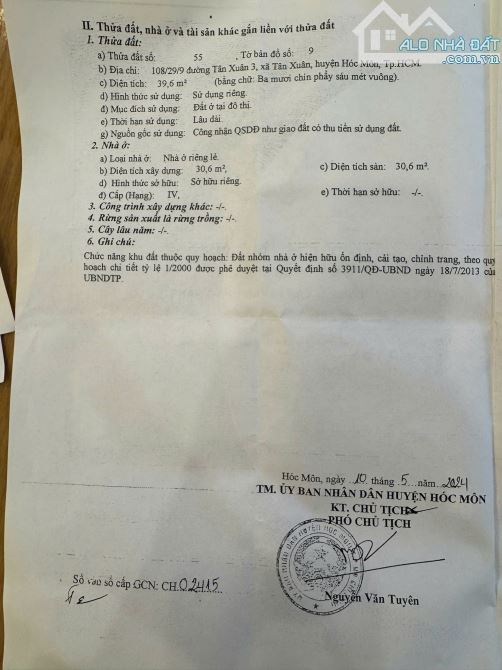 ALO NHÀ ĐẤT
.com.vn
II. Thửa đất, nhà ở và tài sản khác gắn liền với thửa đất
1. Thửa đất:
a) Thửa đất số: 55 , Tờ bản đồ số: 9
b) Địa chỉ: 108/29/9 đường Tân Xuân 3, xã Tân Xuân, huyện Hóc Môn, Tp.HCM.
c) Diện tích: 39,6 m² (bằng chữ: Ba mươi chín phẩy sáu mét vuông).
d) Hình thức sử dụng: Sử dụng riêng.
đ) Mục đích sử dụng: Đất ở tại đô thị.
e) Thời hạn sử dụng: Lâu dài.
g) Nguồn gốc sử dụng: Công nhận QSDĐ như giao đất có thu tiền sử dụng đất.
2. Nhà ở:
a) Loại nhà ở: Nhà ở riêng lẻ.
b) Diện tích xây dựng: 30,6 m², c) Diện tích sàn: 30,6 m².
d) Hình thức sở hữu: Sở hữu riêng.
đ) Cấp (Hạng): IV, e) Thời hạn sở hữu: -/-.
3. Công trình xây dựng khác: -/-.
4. Rừng sản xuất là rừng trồng: -/-.
5. Cây lâu năm: -/-.
6. Ghi chú:
Chức năng khu đất thuộc quy hoạch: Đất nhóm nhà ở hiện hữu ổn định, cải tạo, chỉnh trang, theo quy
hoạch chi tiết tỷ lệ 1/2000 được phê duyệt tại Quyết định số 3911/QĐ-UBND ngày 18/7/2013 của
UBNDTP.
Hóc Môn, ngày 10 tháng 5 năm 2024
TM. ỦY BAN NHÂN DÂN HUYỆN HÓC MÔN
KT. CHỦ TỊCH
PHÓ CHỦ TỊCH
Số vào sổ cấp GCN: CH 02415
Nguyễn Văn Tuyên